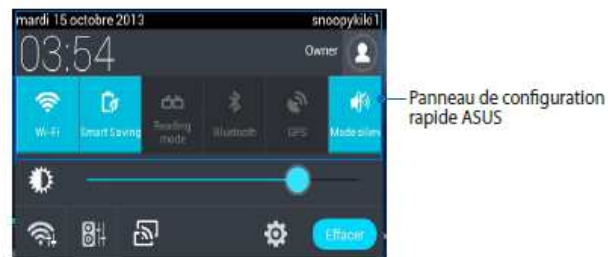 mardi 15 octobre 2013 snoopykiki1
03:54 Owner
Wi-Fi Smart Saving Reading mode Bluetooth GPS Mode silen
Panneau de configuration
rapide ASUS
Effacer